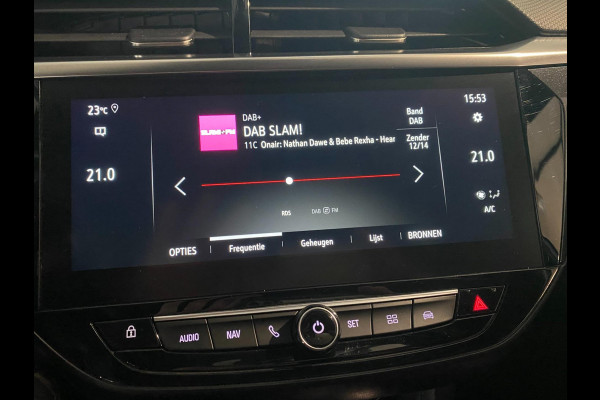 23°C
DAB+
DAB SLAM!
11C Onair: Nathan Dawe & Bebe Rexha - Hear
Band
DAB
Zender
12/14
15:53
21.0
21.0
A/C
RDS
DAB FM
OPTIES
Frequentie
Geheugen
Lijst
BRONNEN
AUDIO
NAV
SET